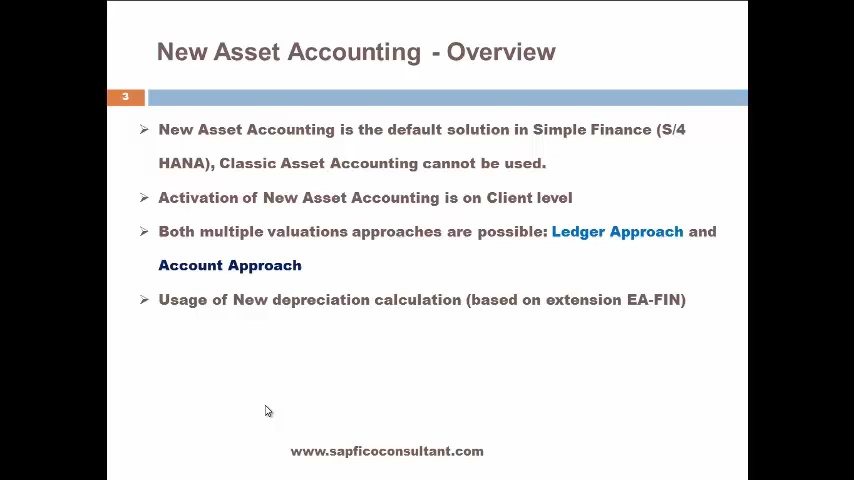 New Asset Accounting - Overview
3
New Asset Accounting is the default solution in Simple Finance (S/4
HANA), Classic Asset Accounting cannot be used.
Activation of New Asset Accounting is on Client level
Both multiple valuations approaches are possible: Ledger Approach and
Account Approach
Usage of New depreciation calculation (based on extension EA-FIN)
www.sapficoconsultant.com